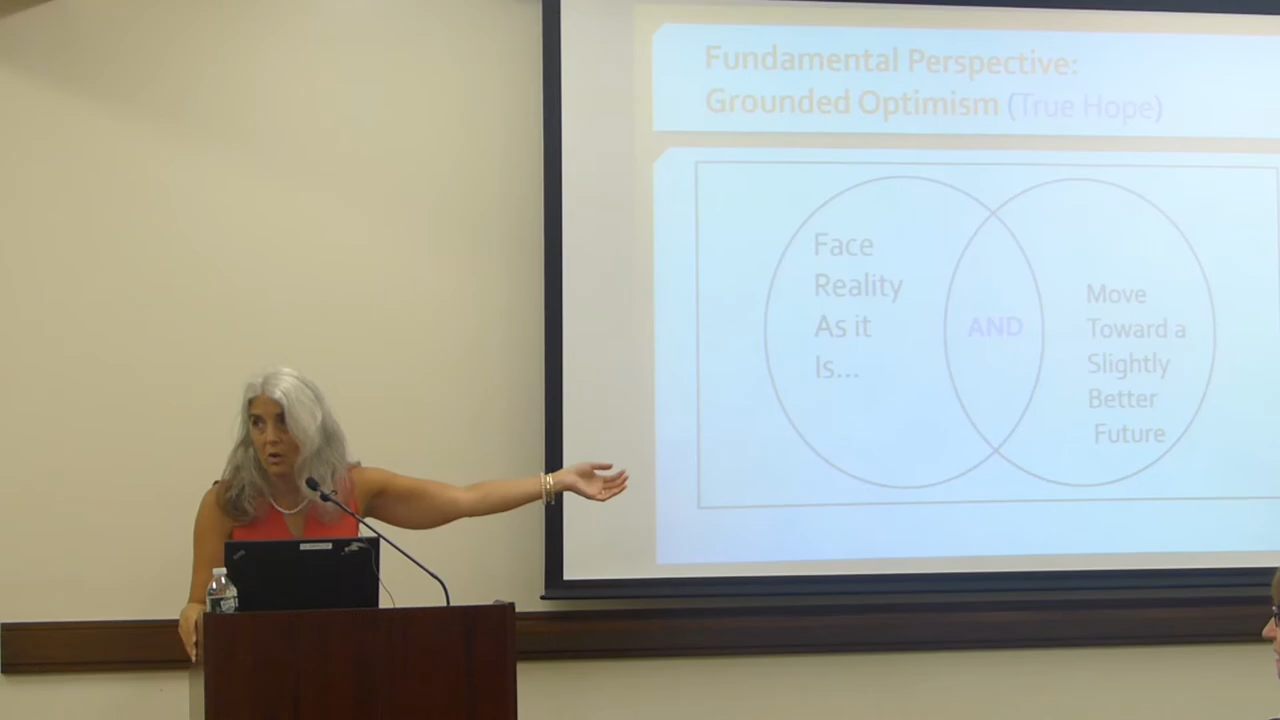 Fundamental Perspective:
Grounded Optimism (True Hope)
Face
Reality
As it
Is...
AND
Move
Toward a
Slightly
Better
Future